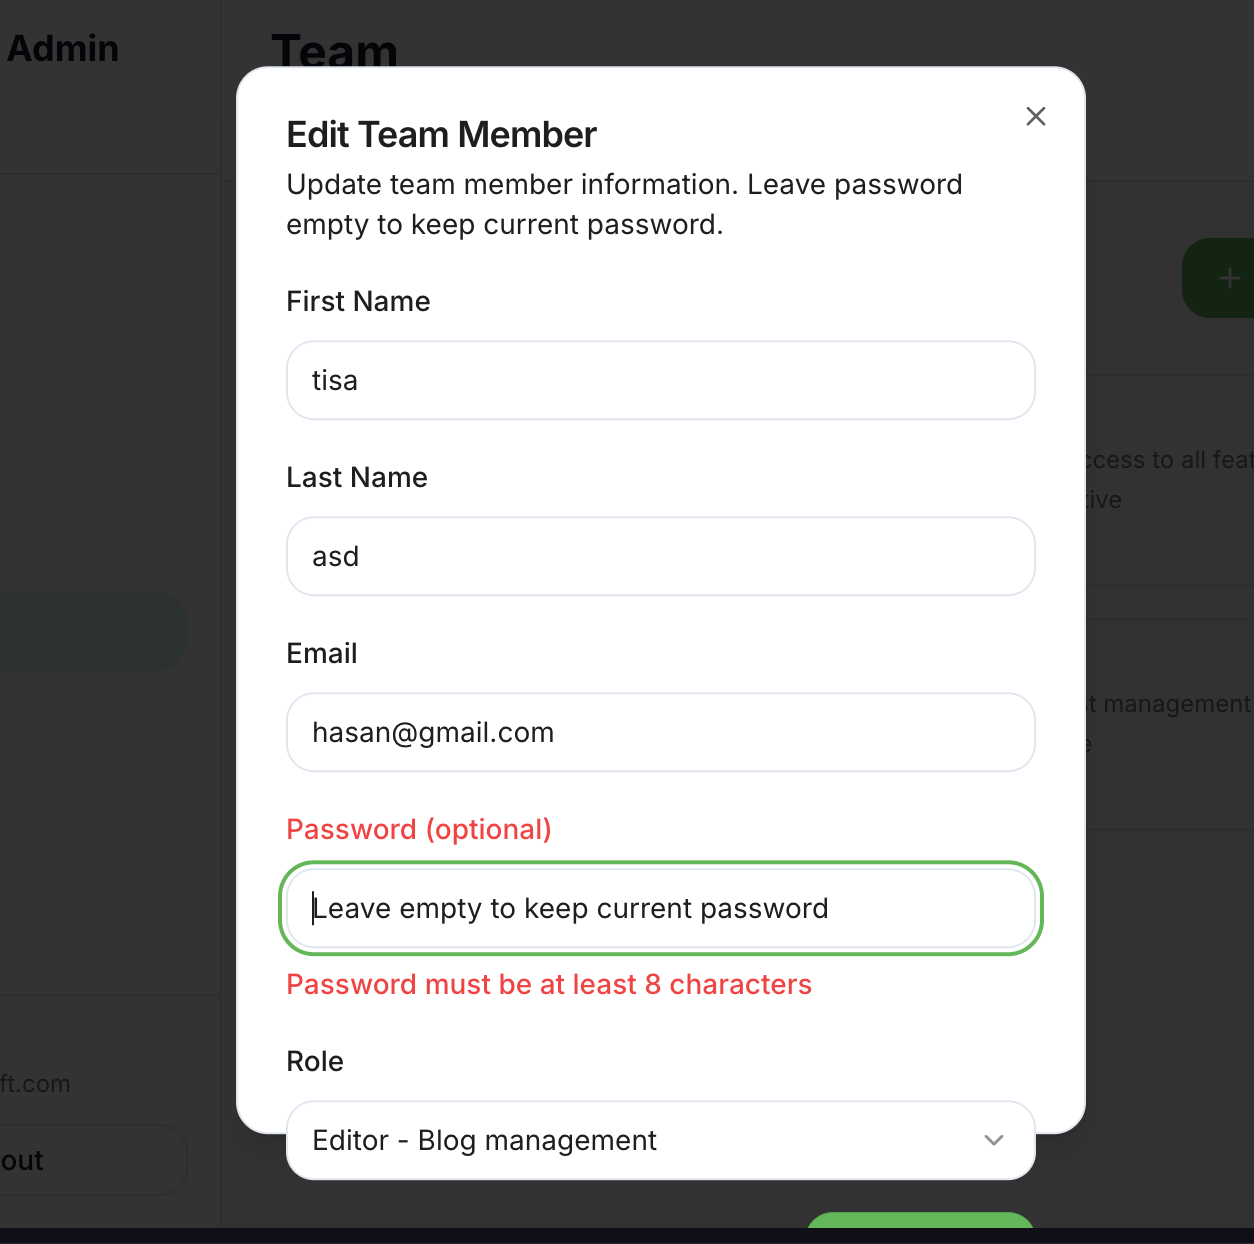 Admin
Team
Edit Team Member
Update team member information. Leave password
empty to keep current password.
First Name
tisa
Last Name
asd
Email
hasan@gmail.com
Password (optional)
Leave empty to keep current password
Password must be at least 8 characters
Role
Editor - Blog management
access to all feat
tive
st management
e
ft.com
out